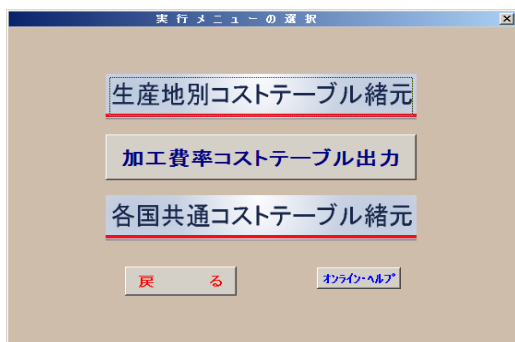 実行メニューの選択
生産地別コストテーブル緒元
加工費率コストテーブル出力
各国共通コストテーブル緒元
戻 る
オンライン・ヘルプ